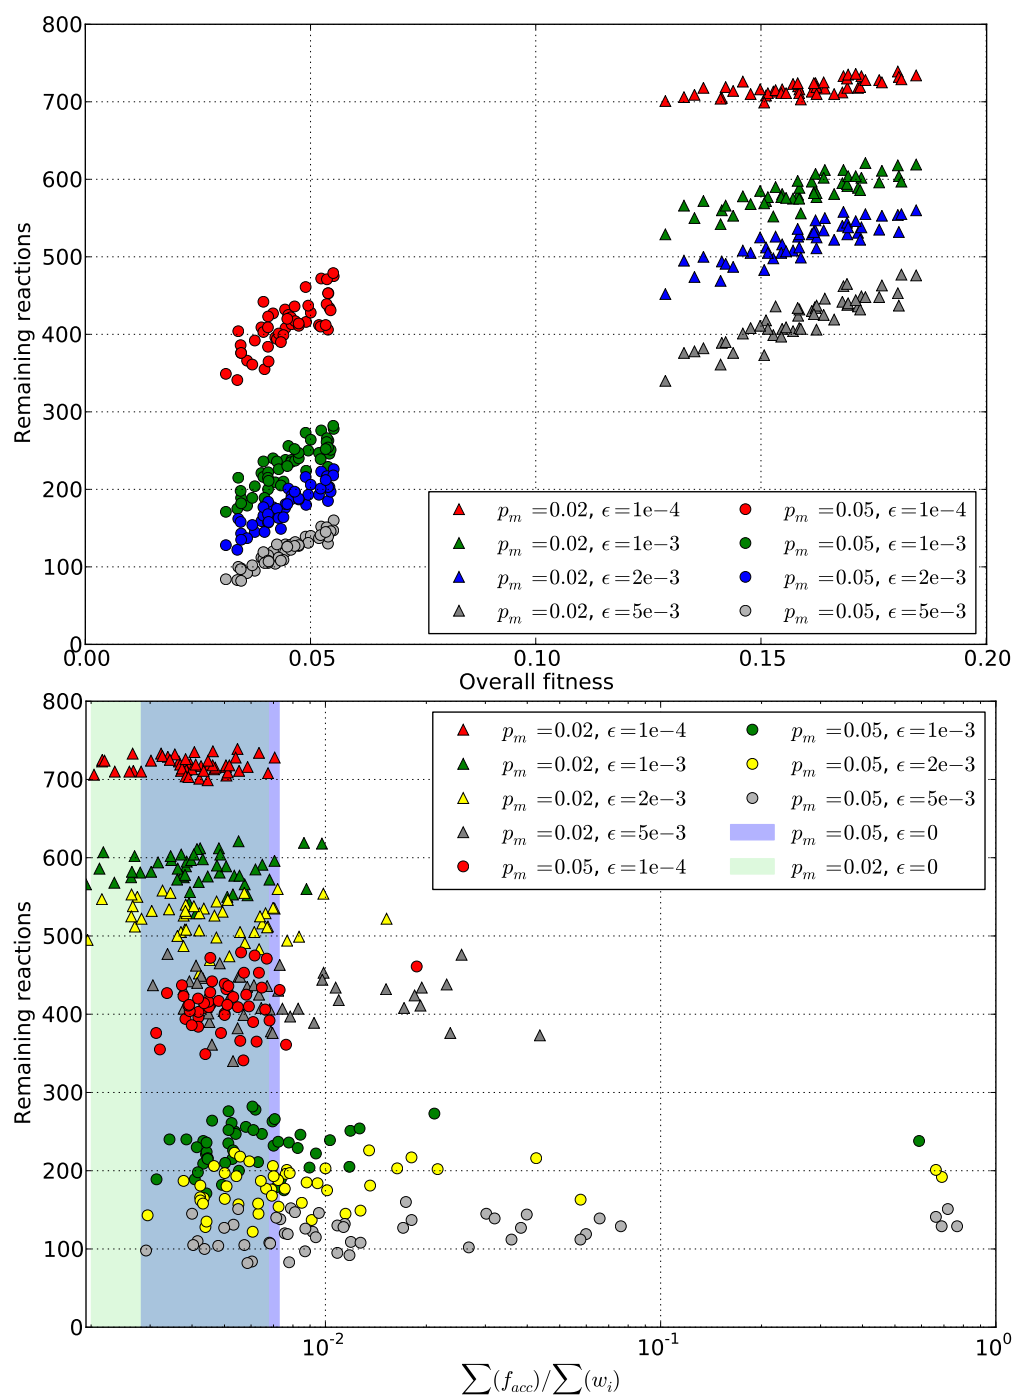 800
700
600
500
400
300
200
100
0
Remaining reactions
0.00 0.05 0.10 0.15 0.20
Overall fitness
p_m =0.02, ϵ=1e−4 p_m =0.05, ϵ=1e−4
p_m =0.02, ϵ=1e−3 p_m =0.05, ϵ=1e−3
p_m =0.02, ϵ=2e−3 p_m =0.05, ϵ=2e−3
p_m =0.02, ϵ=5e−3 p_m =0.05, ϵ=5e−3
800
700
600
500
400
300
200
100
0
Remaining reactions
p_m =0.02, ϵ=1e−4 p_m =0.05, ϵ=1e−3
p_m =0.02, ϵ=1e−3 p_m =0.05, ϵ=2e−3
p_m =0.02, ϵ=2e−3 p_m =0.05, ϵ=5e−3
p_m =0.02, ϵ=5e−3 p_m =0.05, ϵ=0
p_m =0.05, ϵ=1e−4 p_m =0.02, ϵ=0
10^-2 10^-1 10^0
∑(f_acc)/∑(w_i)